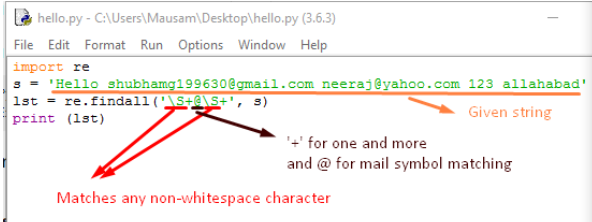 hello.py - C:\Users\Mausam\Desktop\hello.py (3.6.3)
File Edit Format Run Options Window Help
import re
s = 'Hello shubhamg199630@gmail.com neeraj@yahoo.com 123 allahabad'
lst = re.findall('\S+@\S+', s)
print (lst)
Given string
'+' for one and more
and @ for mail symbol matching
Matches any non-whitespace character